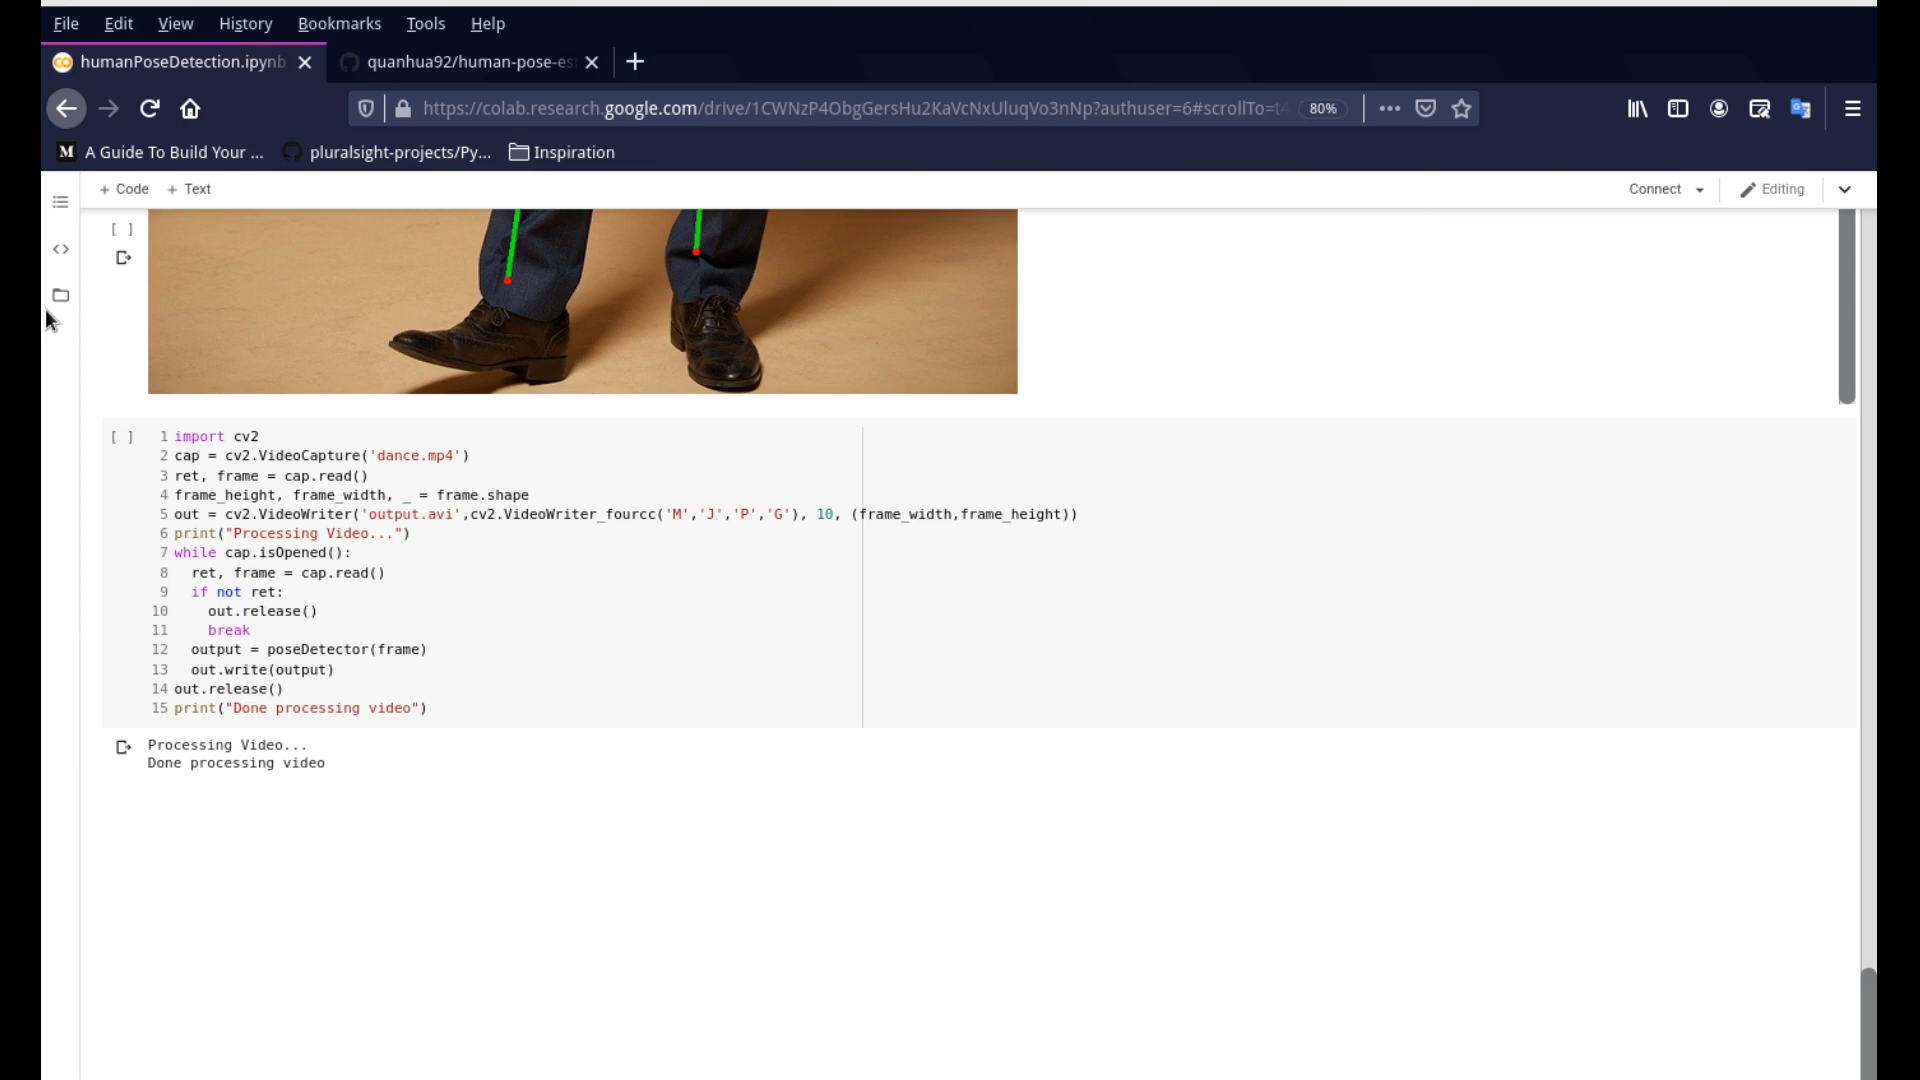 File Edit View History Bookmarks Tools Help
humanPoseDetection.ipynb quanhua92/human-pose-es
https://colab.research.google.com/drive/1CWNzP4ObgGersHu2KaVcNxUluqVo3nNp?authuser=6#scrollTo=t4 80%
M A Guide To Build Your ... pluralsight-projects/Py... Inspiration
+ Code + Text Connect Editing
[ ]
[ ] 1 import cv2
2 cap = cv2.VideoCapture('dance.mp4')
3 ret, frame = cap.read()
4 frame_height, frame_width, _ = frame.shape
5 out = cv2.VideoWriter('output.avi',cv2.VideoWriter_fourcc('M','J','P','G'), 10, (frame_width,frame_height))
6 print("Processing Video...")
7 while cap.isOpened():
8 ret, frame = cap.read()
9 if not ret:
10 out.release()
11 break
12 output = poseDetector(frame)
13 out.write(output)
14 out.release()
15 print("Done processing video")
Processing Video...
Done processing video